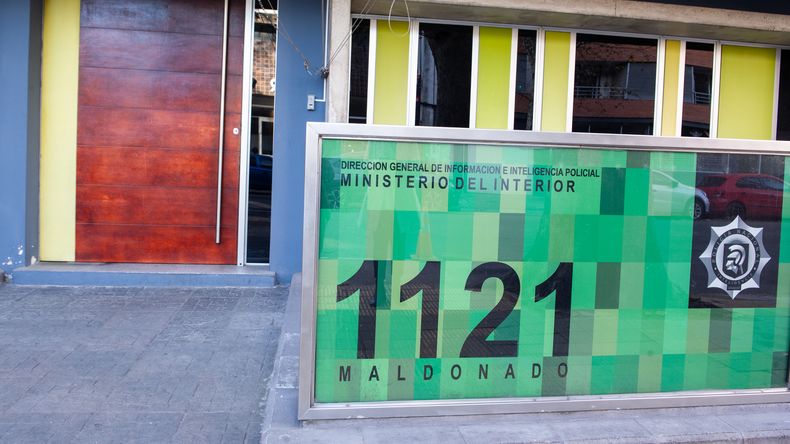 DIRECCION GENERAL DE INFORMACION E INTELIGENCIA POLICIAL
MINISTERIO DEL INTERIOR
1121
MALDONADO